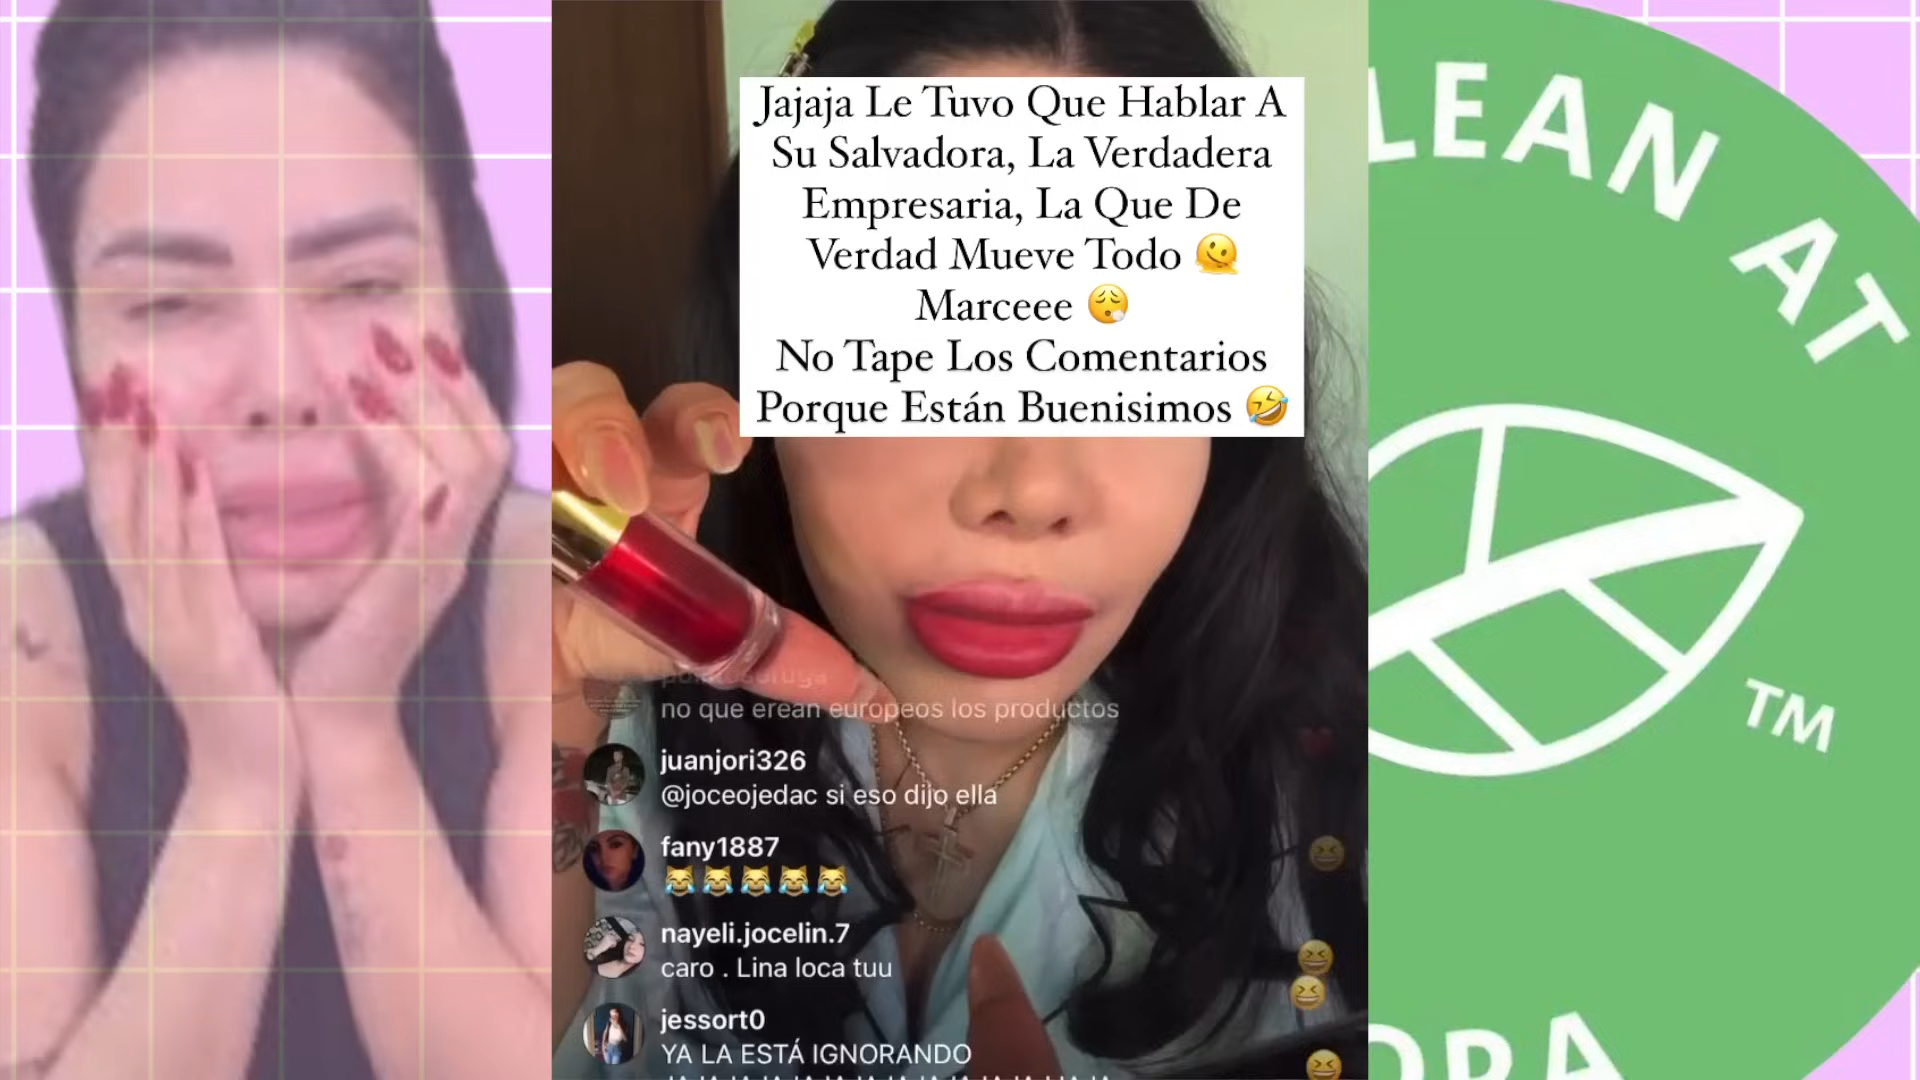 Jajaja Le Tuvo Que Hablar A
Su Salvadora, La Verdadera
Empresaria, La Que De
Verdad Mueve Todo 🫠
Marceee 😮‍💨
No Tape Los Comentarios
Porque Están Buenisimos 🤣
no que erean europeos los productos
juanjori326
@joceojedac si eso dijo ella
fany1887
😹😹😹😹😹
nayeli.jocelin.7
caro . Lina loca tuu
jessort0
YA LA ESTÁ IGNORANDO
LEAN AT
TM
ORA